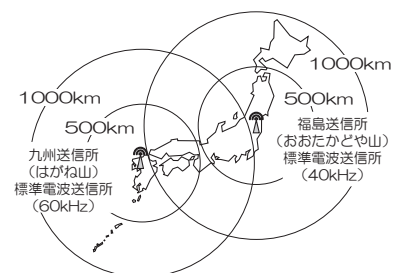 1000km
500km
九州送信所
（はがね山）
標準電波送信所
（60kHz）
1000km
500km
福島送信所
（おおたかどや山）
標準電波送信所
（40kHz）